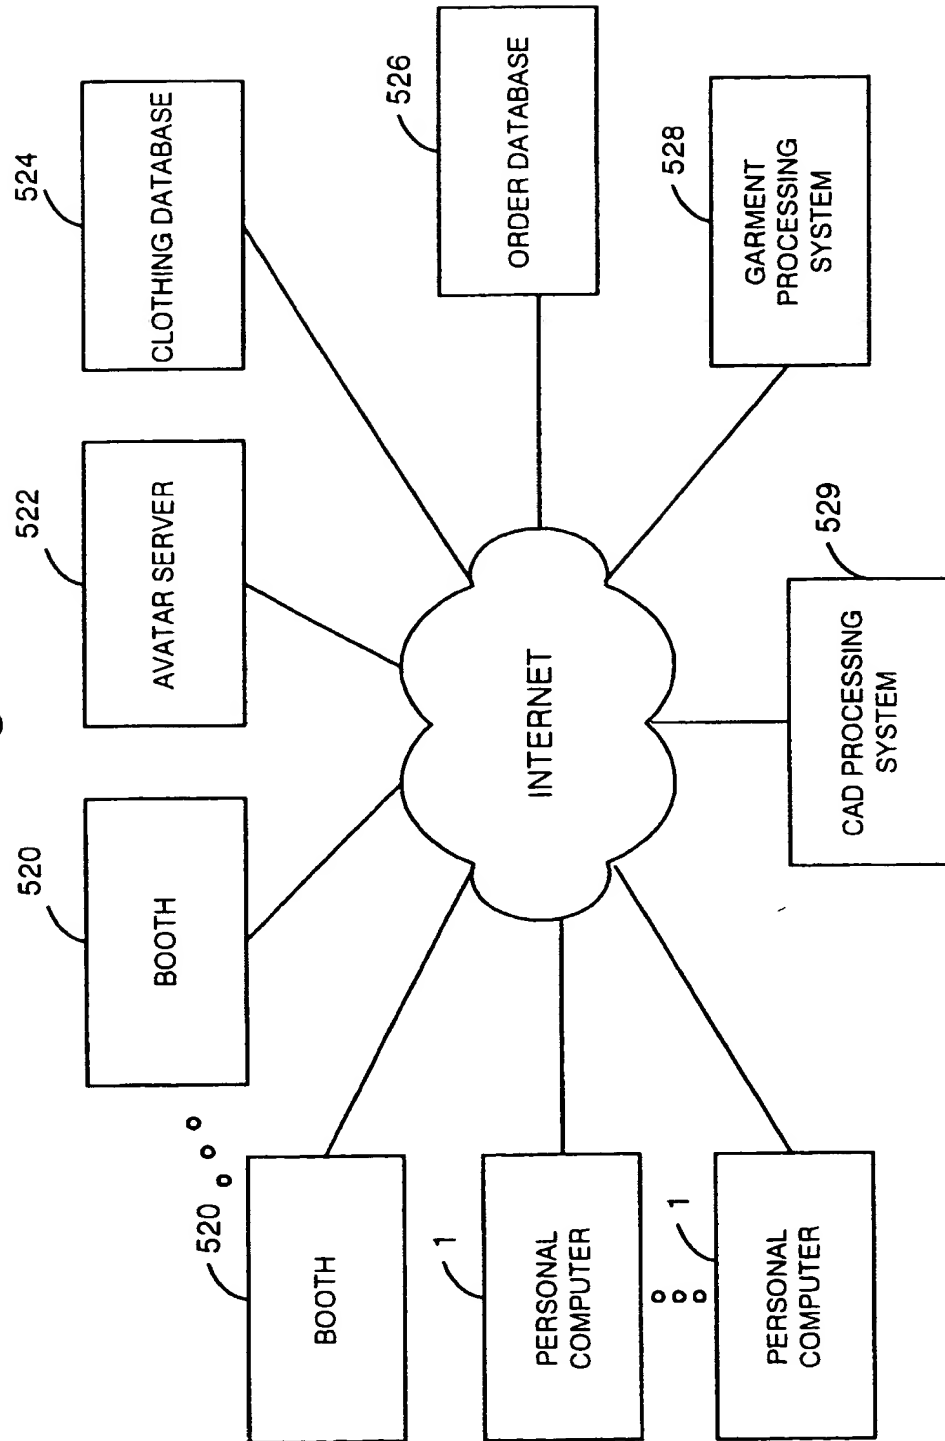 524
CLOTHING DATABASE
526
ORDER DATABASE
522
AVATAR SERVER
528
GARMENT
PROCESSING
SYSTEM
520
BOOTH
INTERNET
529
CAD PROCESSING
SYSTEM
520
BOOTH
1
PERSONAL
COMPUTER
1
PERSONAL
COMPUTER